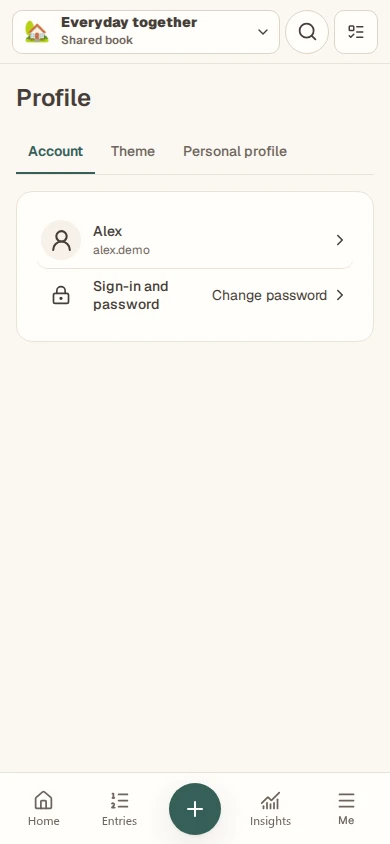 Everyday together
Shared book
Profile
Account
Theme
Personal profile
Alex
alex.demo
Sign-in and
password
Change password
Home
Entries
Insights
Me